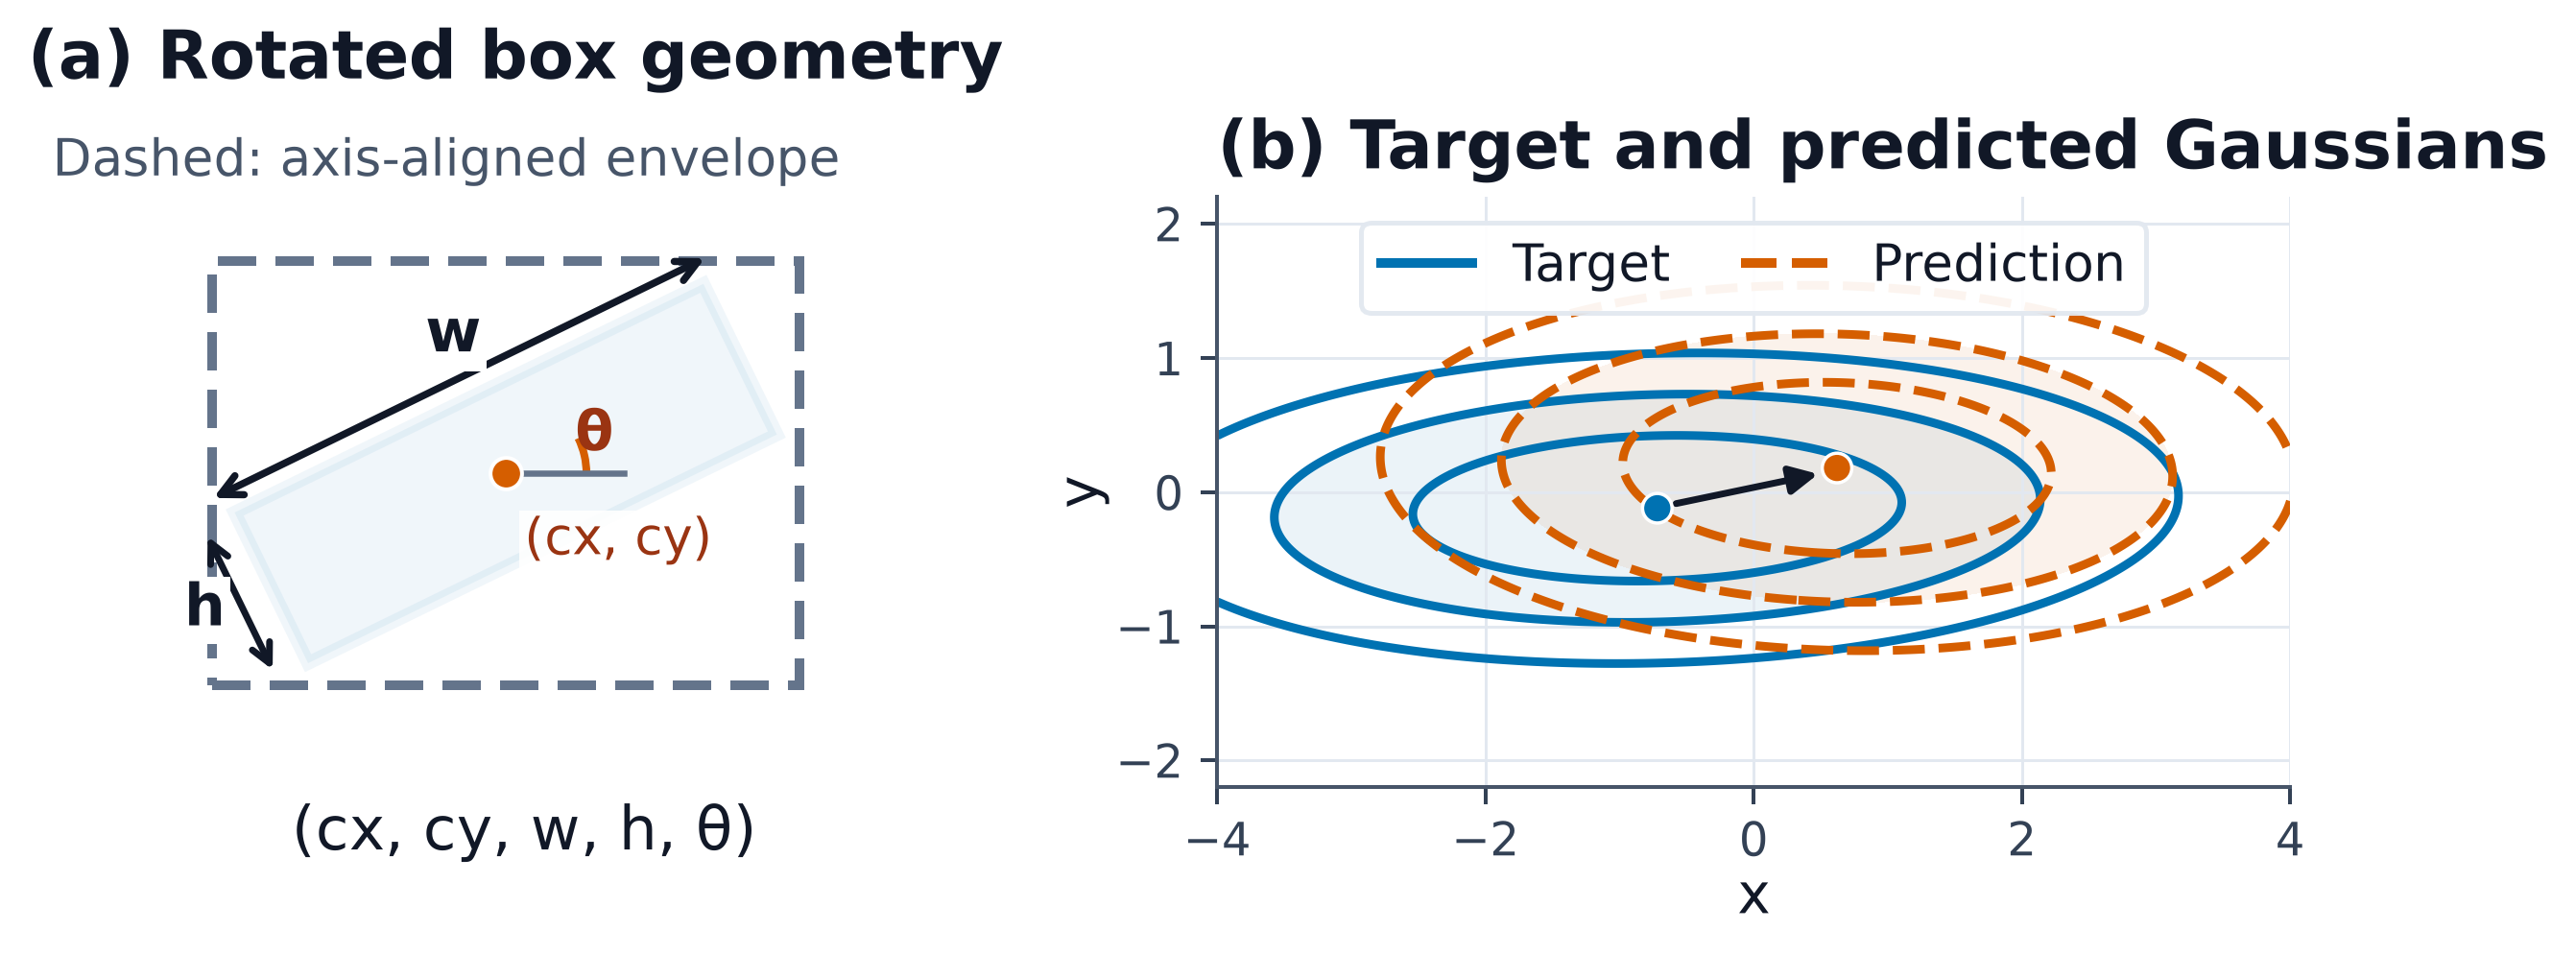 (a) Rotated box geometry
Dashed: axis-aligned envelope
w
θ
(cx, cy)
h
(cx, cy, w, h, θ)
(b) Target and predicted Gaussians
Target
Prediction
2
1
0
−1
−2
y
−4
−2
0
2
4
x